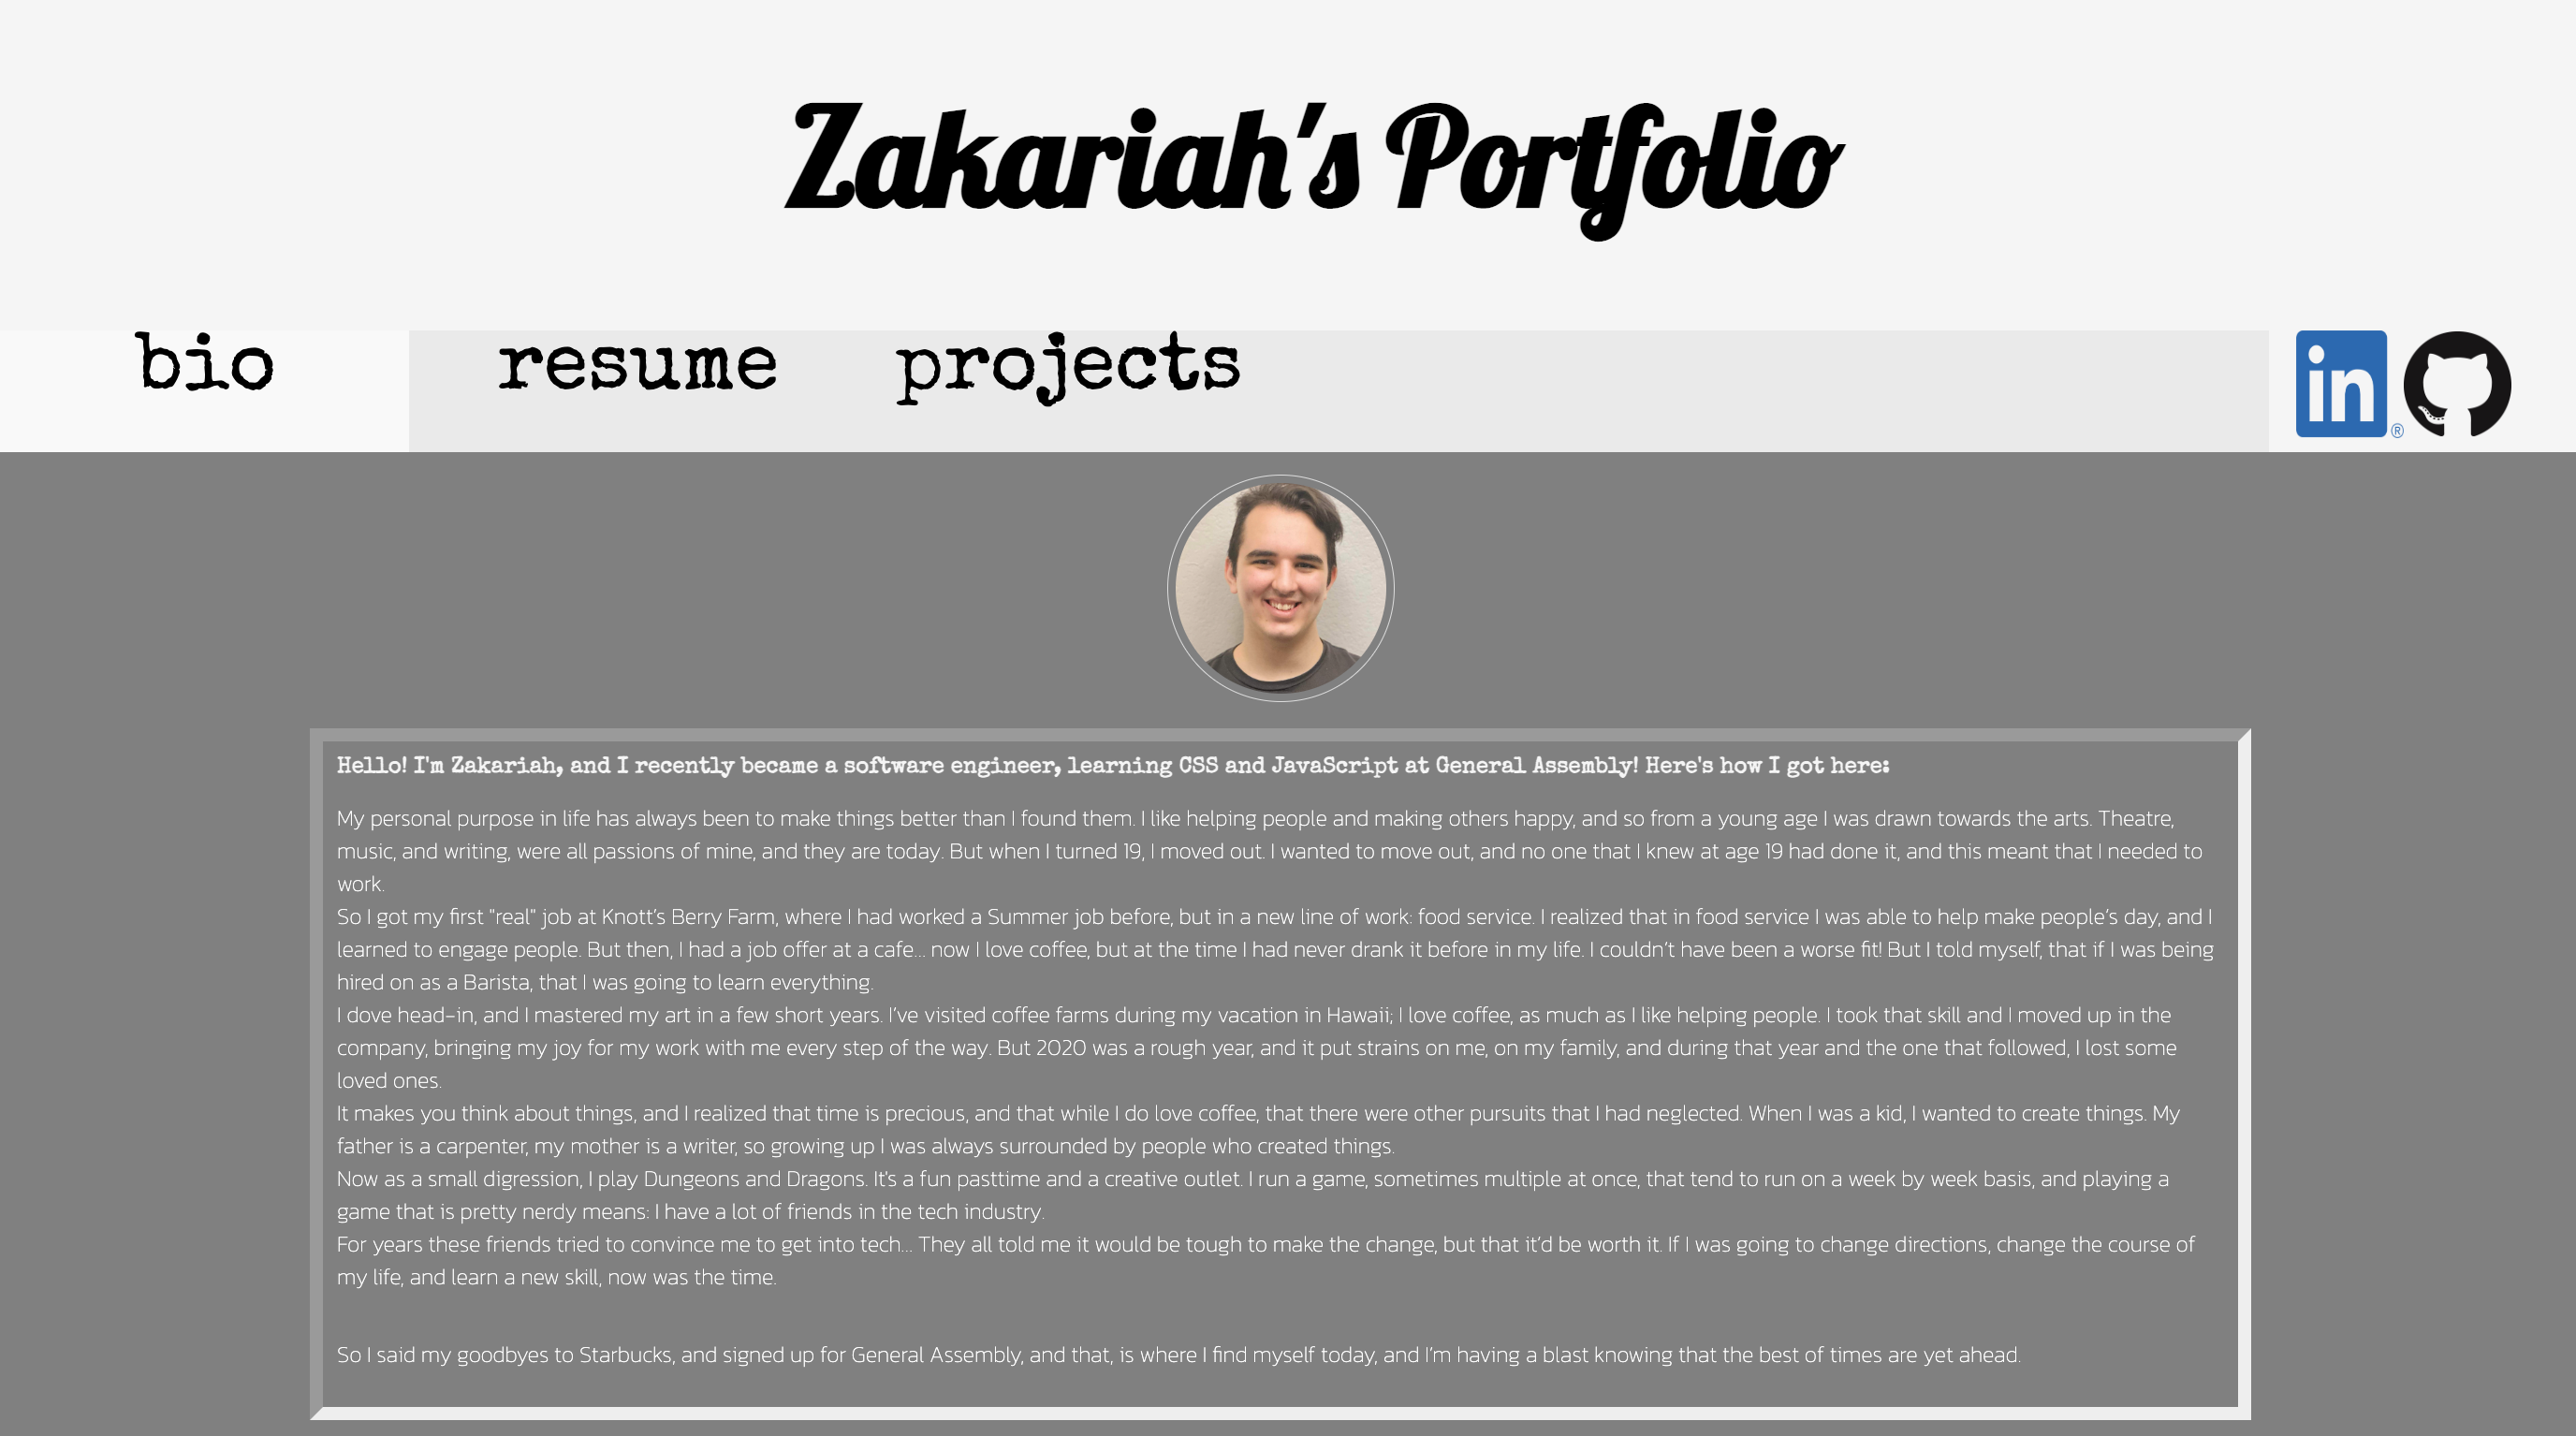 Zakariah's Portfolio
bio resume projects in ®
Hello! I'm Zakariah, and I recently became a software engineer, learning CSS and JavaScript at General Assembly! Here's how I got here:
My personal purpose in life has always been to make things better than I found them. I like helping people and making others happy, and so from a young age I was drawn towards the arts. Theatre,
music, and writing, were all passions of mine, and they are today. But when I turned 19, I moved out. I wanted to move out, and no one that I knew at age 19 had done it, and this meant that I needed to
work.
So I got my first "real" job at Knott's Berry Farm, where I had worked a Summer job before, but in a new line of work: food service. I realized that in food service I was able to help make people's day, and I
learned to engage people. But then, I had a job offer at a cafe... now I love coffee, but at the time I had never drank it before in my life. I couldn't have been a worse fit! But I told myself, that if I was being
hired on as a Barista, that I was going to learn everything.
I dove head-in, and I mastered my art in a few short years. I've visited coffee farms during my vacation in Hawaii; I love coffee, as much as I like helping people. I took that skill and I moved up in the
company, bringing my joy for my work with me every step of the way. But 2020 was a rough year, and it put strains on me, on my family, and during that year and the one that followed, I lost some
loved ones.
It makes you think about things, and I realized that time is precious, and that while I do love coffee, that there were other pursuits that I had neglected. When I was a kid, I wanted to create things. My
father is a carpenter, my mother is a writer, so growing up I was always surrounded by people who created things.
Now as a small digression, I play Dungeons and Dragons. It's a fun pasttime and a creative outlet. I run a game, sometimes multiple at once, that tend to run on a week by week basis, and playing a
game that is pretty nerdy means: I have a lot of friends in the tech industry.
For years these friends tried to convince me to get into tech... They all told me it would be tough to make the change, but that it'd be worth it. If I was going to change directions, change the course of
my life, and learn a new skill, now was the time.
So I said my goodbyes to Starbucks, and signed up for General Assembly, and that, is where I find myself today, and I'm having a blast knowing that the best of times are yet ahead.